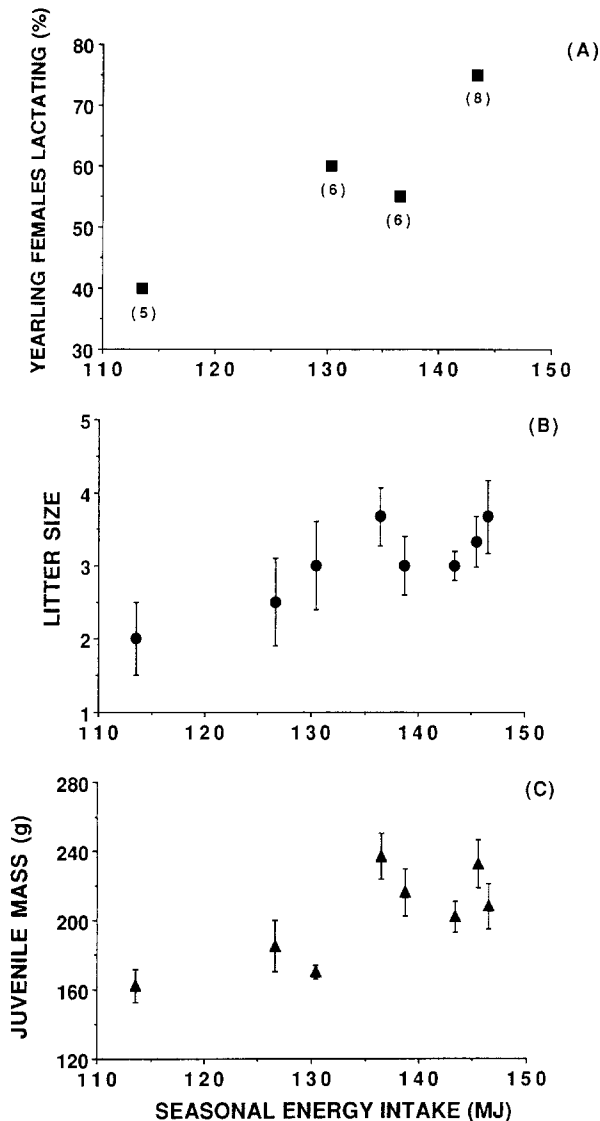 YEARLING FEMALES LACTATING (%)
80
70
60
50
40
30
(A)
(8)
(6)
(6)
(5)
110 120 130 140 150
LITTER SIZE
5
4
3
2
1
(B)
110 120 130 140 150
JUVENILE MASS (g)
280
240
200
160
120
(C)
110 120 130 140 150
SEASONAL ENERGY INTAKE (MJ)